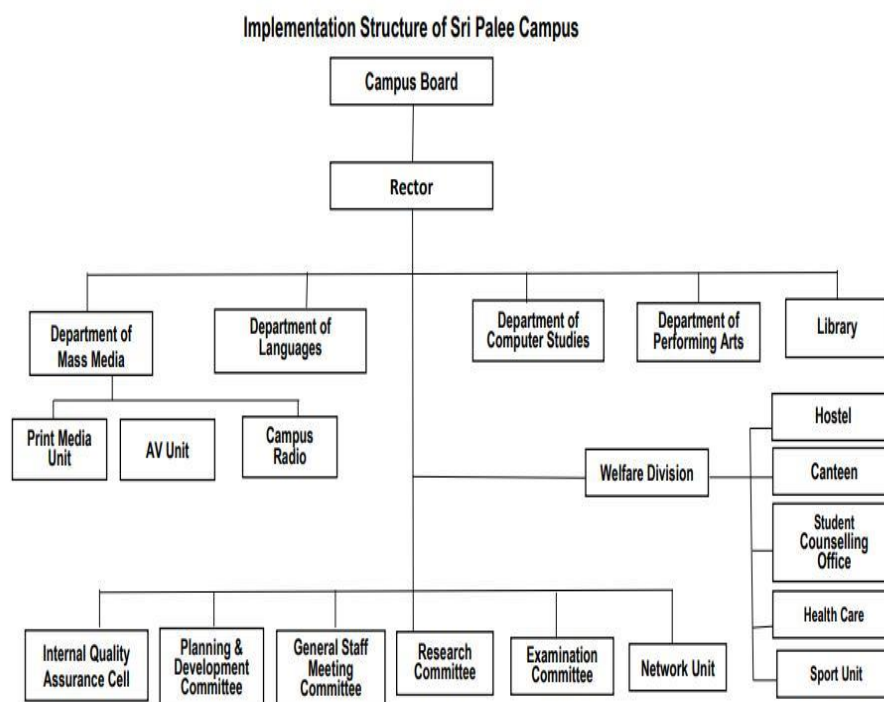 Implementation Structure of Sri Palee Campus
Campus Board
Rector
Department of
Mass Media
Department of
Languages
Department of
Computer Studies
Department of
Performing Arts
Library
Print Media
Unit
AV Unit
Campus
Radio
Welfare Division
Hostel
Canteen
Student
Counselling
Office
Health Care
Sport Unit
Internal Quality
Assurance Cell
Planning &
Development
Committee
General Staff
Meeting
Committee
Research
Committee
Examination
Committee
Network Unit